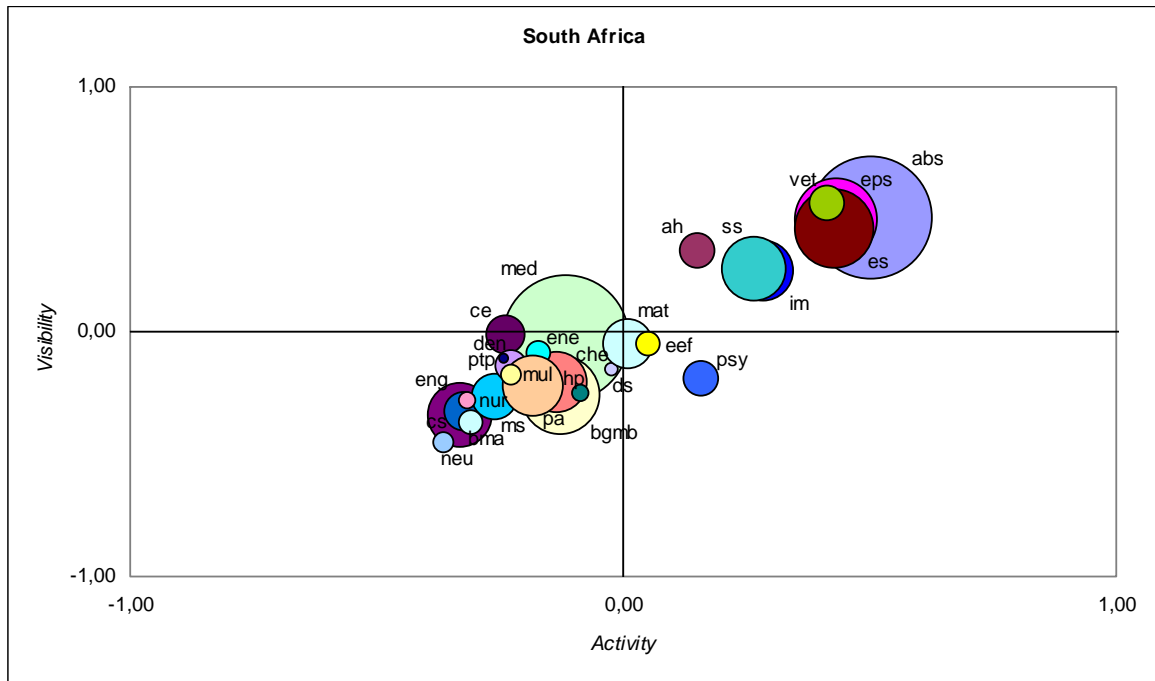 South Africa
1,00
abs
vet
eps
ah
ss
es
med
im
ce
mat
0,00
den
ene
eef
ptp
che
psy
eng
mul
hp
ds
nur
cs
ms
pa
bma
bgmb
neu
-1,00
-1,00
0,00
1,00
Activity
Visibility